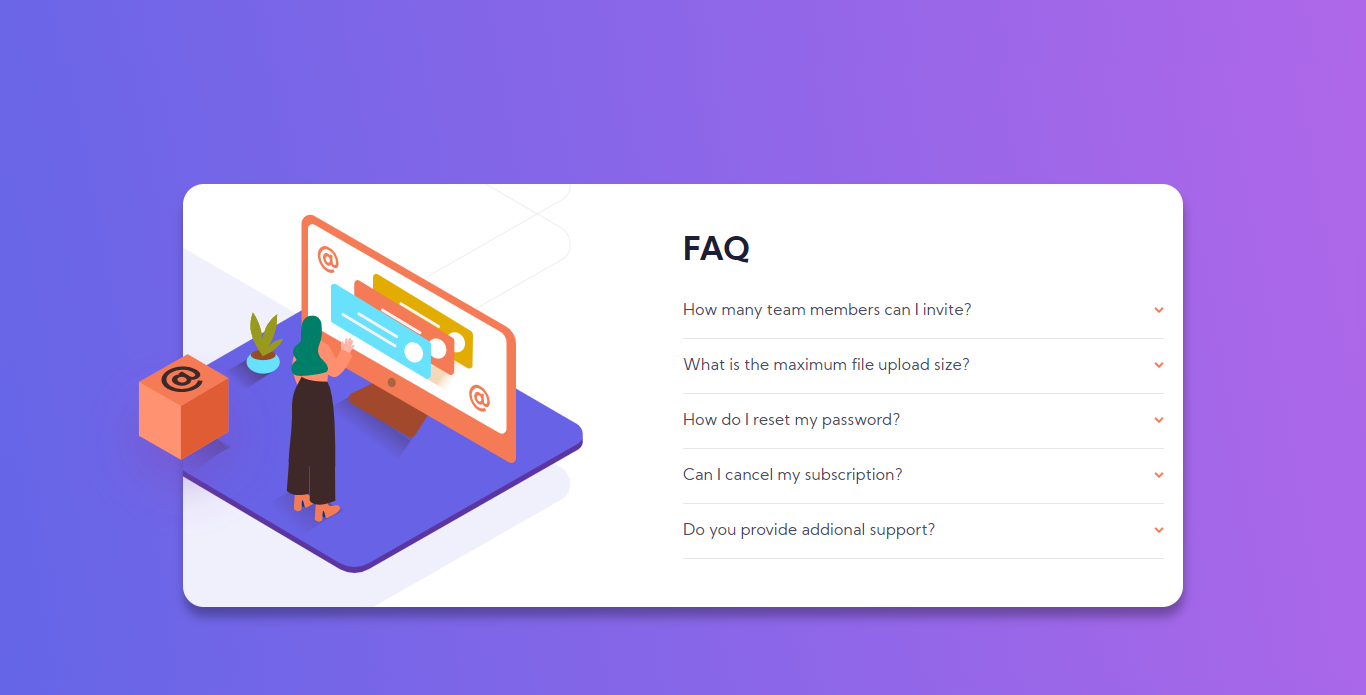 @
@
@
FAQ
How many team members can I invite?
What is the maximum file upload size?
How do I reset my password?
Can I cancel my subscription?
Do you provide addional support?